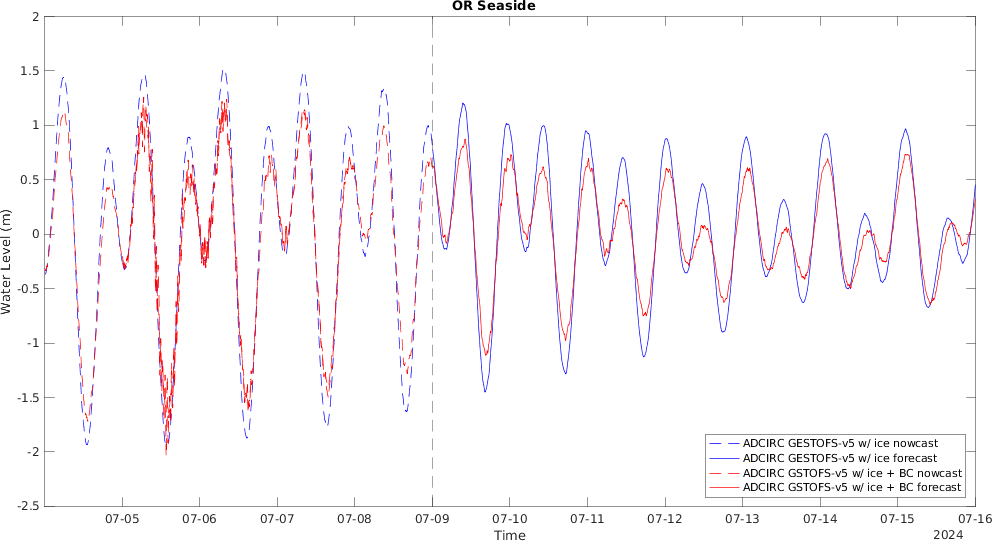 OR Seaside
2
1.5
1
0.5
0
-0.5
-1
-1.5
-2
-2.5
Water Level (m)
ADCIRC GESTOFS-v5 w/ ice nowcast
ADCIRC GESTOFS-v5 w/ ice forecast
ADCIRC GSTOFS-v5 w/ ice + BC nowcast
ADCIRC GSTOFS-v5 w/ ice + BC forecast
07-05 07-06 07-07 07-08 07-09 07-10 07-11 07-12 07-13 07-14 07-15 07-16
Time
2024